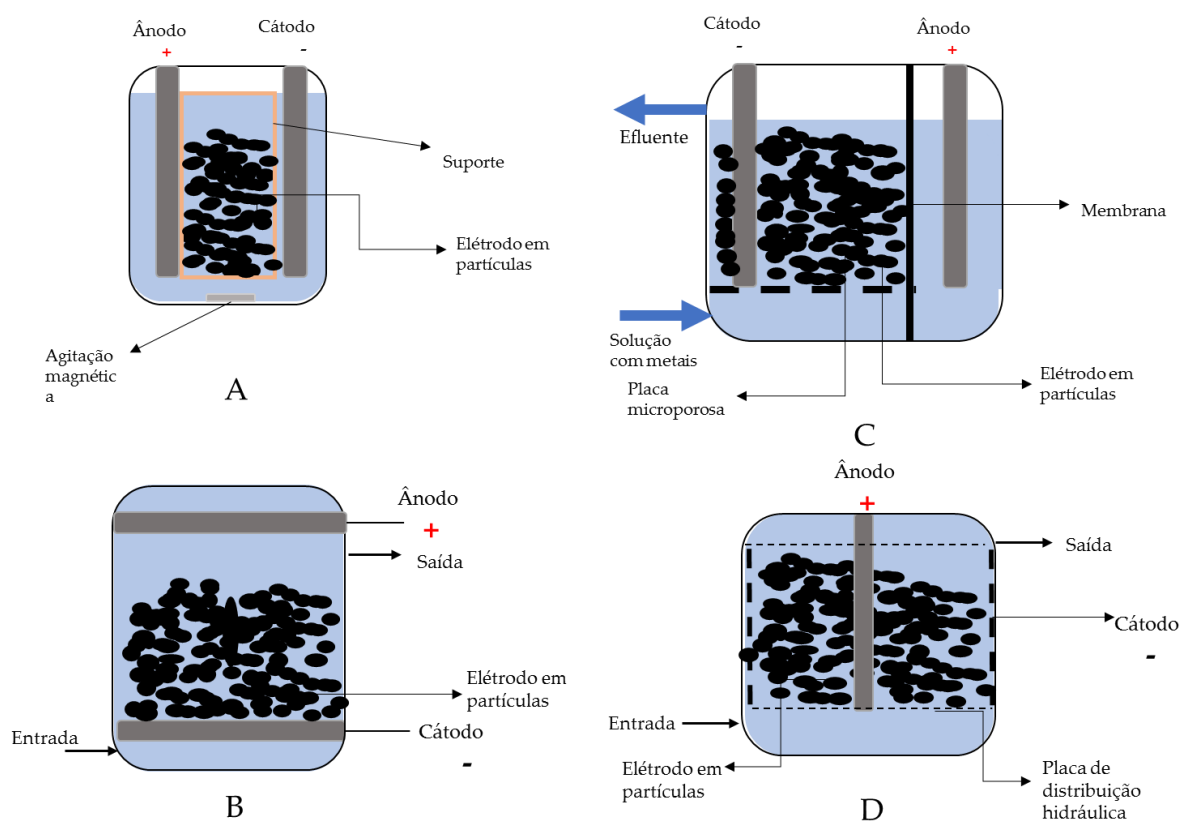 Ânodo
+
Cátodo
-
Suporte
Elétrodo em
partículas
Agitação
magnétic
a
A
Cátodo
-
Ânodo
+
Efluente
Membrana
Solução
com metais
Placa
microporosa
Elétrodo em
partículas
C
Ânodo
+
Saída
Elétrodo em
partículas
Entrada
Cátodo
-
B
Ânodo
+
Saída
Cátodo
-
Entrada
Elétrodo em
partículas
Placa de
distribuição
hidráulica
D